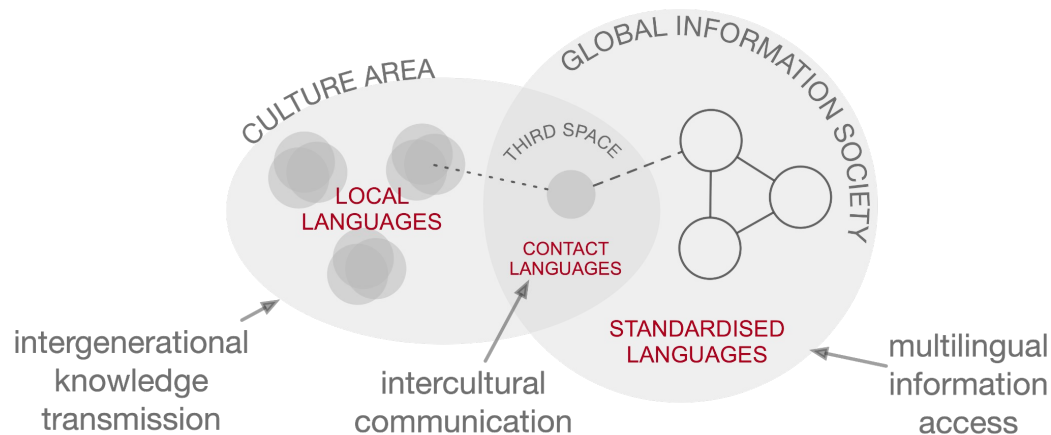 CULTURE AREA
GLOBAL INFORMATION SOCIETY
THIRD SPACE
LOCAL
LANGUAGES
CONTACT
LANGUAGES
STANDARDISED
LANGUAGES
intergenerational
knowledge
transmission
intercultural
communication
multilingual
information
access